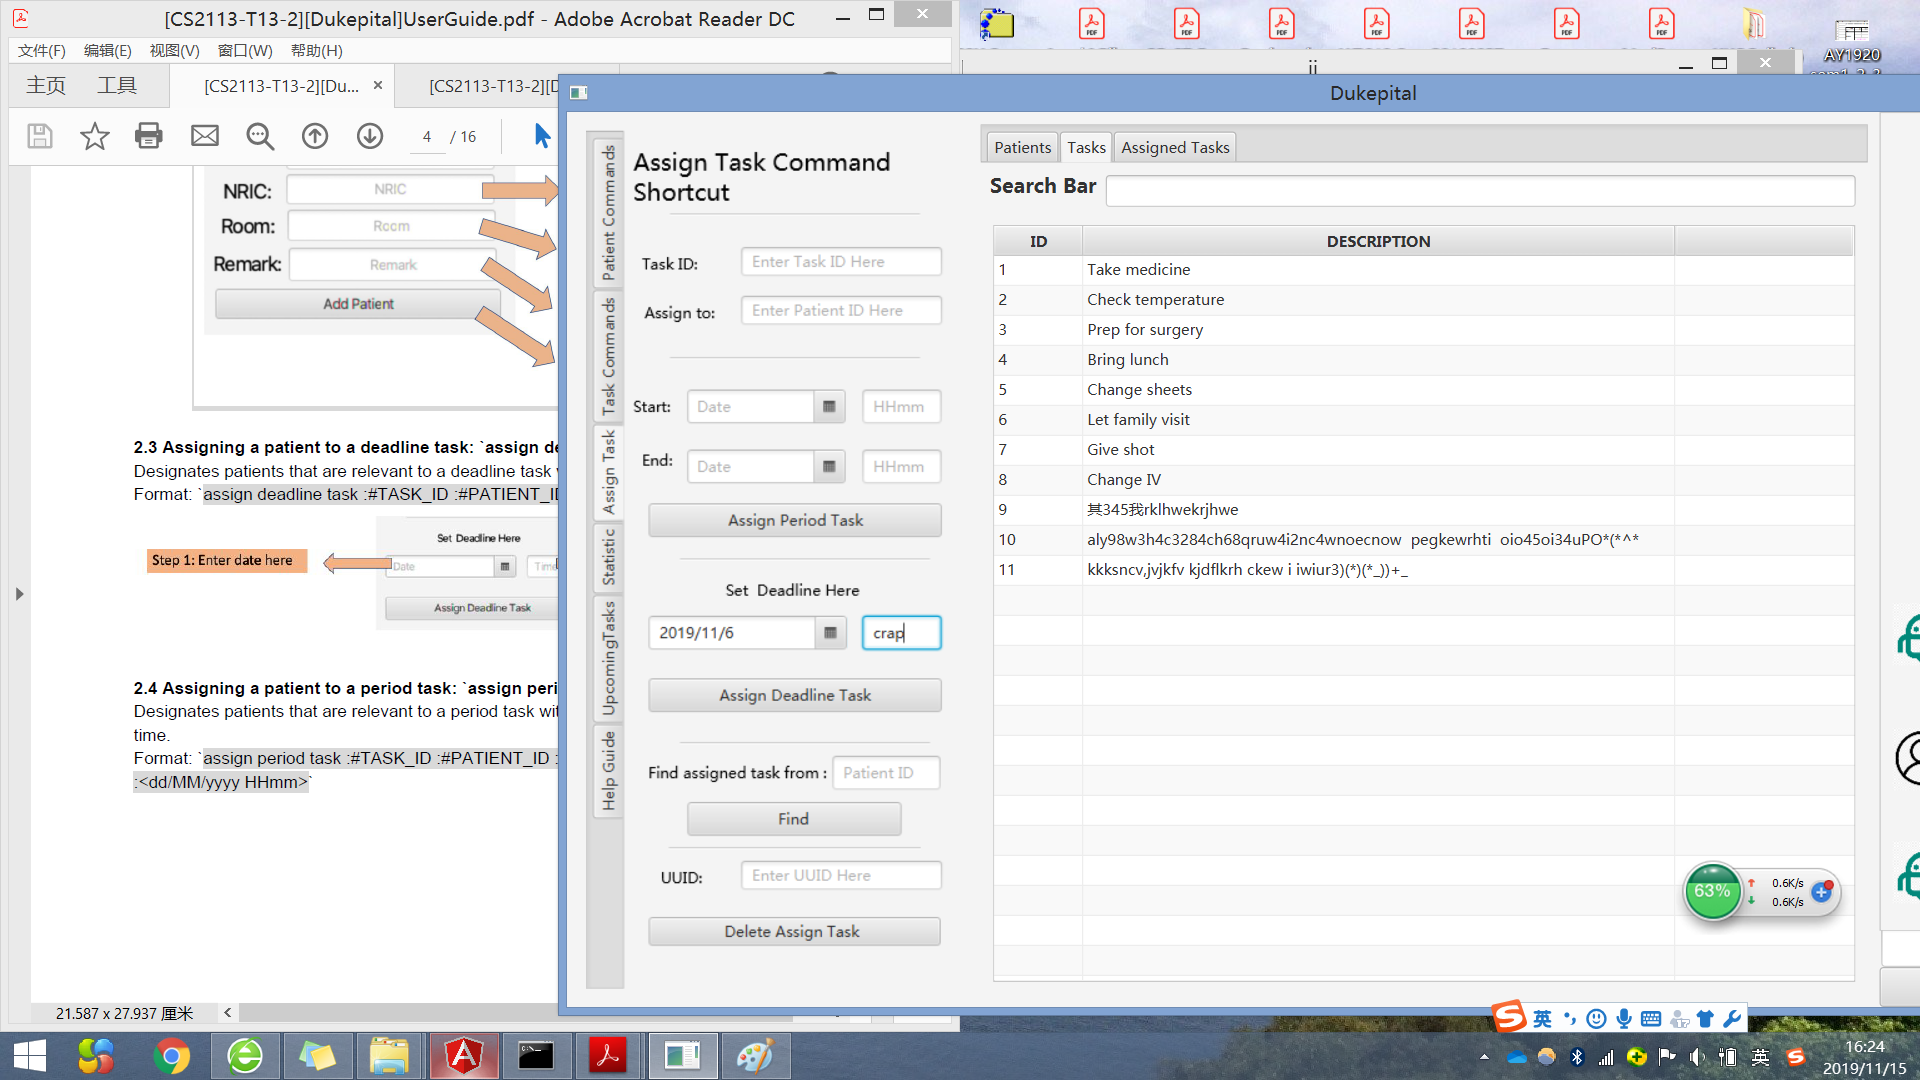 [CS2113-T13-2][Dukepital]UserGuide.pdf - Adobe Acrobat Reader DC
文件(F) 编辑(E) 视图(V) 窗口(W) 帮助(H)
主页 工具 [CS2113-T13-2][Du... × [CS2113-T13-2][D
4 / 16
NRIC: NRIC
Room: Room
Remark: Remark
Add Patient
2.3 Assigning a patient to a deadline task: `assign de
Designates patients that are relevant to a deadline task
Format: `assign deadline task :#TASK_ID :#PATIENT_ID
Set Deadline Here
Step 1: Enter date here
Date Time
Assign Deadline Task
2.4 Assigning a patient to a period task: `assign peri
Designates patients that are relevant to a period task wit
time.
Format: `assign period task :#TASK_ID :#PATIENT_ID :
:<dd/MM/yyyy HHmm>`
21.587 x 27.937 厘米
AY1920
ii
Dukepital
Patient Commands
Task Commands
Assign Task
Statistic
UpcomingTasks
Help Guide
Assign Task Command
Shortcut
Task ID: Enter Task ID Here
Assign to: Enter Patient ID Here
Start: Date HHmm
End: Date HHmm
Assign Period Task
Set Deadline Here
2019/11/6 crap
Assign Deadline Task
Find assigned task from : Patient ID
Find
UUID: Enter UUID Here
Delete Assign Task
Patients Tasks Assigned Tasks
Search Bar
ID DESCRIPTION
1 Take medicine
2 Check temperature
3 Prep for surgery
4 Bring lunch
5 Change sheets
6 Let family visit
7 Give shot
8 Change IV
9 其345我rklhwekrjhwe
10 aly98w3h4c3284ch68qruw4i2nc4wnoecnow pegkewrhti oio45oi34uPO*(*^*
11 kkksncv,jvjkfv kjdflkrh ckew i iwiur3)(*)(*_))+_
63% 0.6K/s
0.6K/s
英
英
16:24
2019/11/15